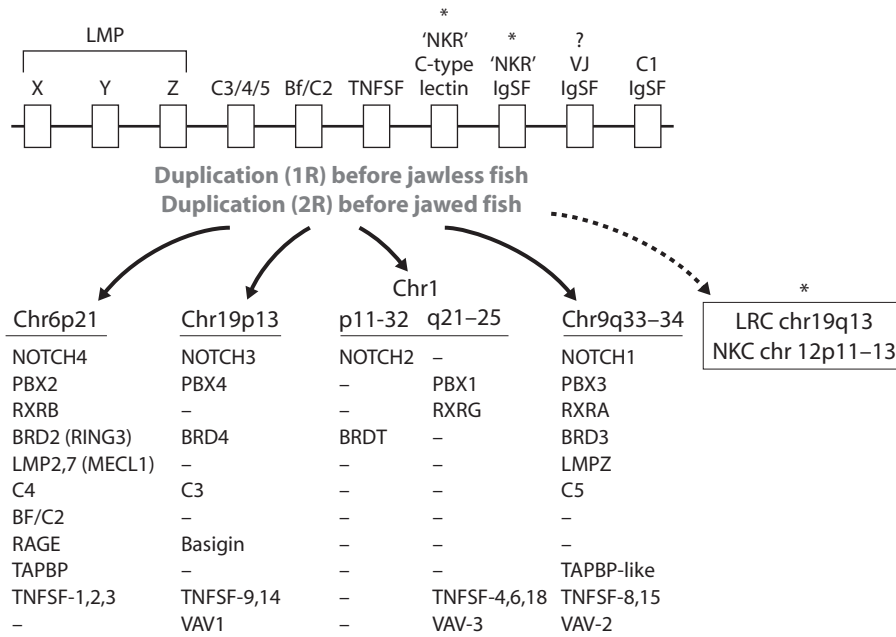 *
LMP
'NKR' * ?
C-type 'NKR' VJ C1
X Y Z C3/4/5 Bf/C2 TNFSF lectin IgSF IgSF IgSF
Duplication (1R) before jawless fish
Duplication (2R) before jawed fish
Chr1
*
Chr6p21 Chr19p13 p11-32 q21–25 Chr9q33–34
LRC chr19q13
NKC chr 12p11–13
NOTCH4 NOTCH3 NOTCH2 – NOTCH1
PBX2 PBX4 – PBX1 PBX3
RXRB – – RXRG RXRA
BRD2 (RING3) BRD4 BRDT – BRD3
LMP2,7 (MECL1) – – – LMPZ
C4 C3 – – C5
BF/C2 – – – –
RAGE Basigin – – –
TAPBP – – – TAPBP-like
TNFSF-1,2,3 TNFSF-9,14 – TNFSF-4,6,18 TNFSF-8,15
– VAV1 – VAV-3 VAV-2